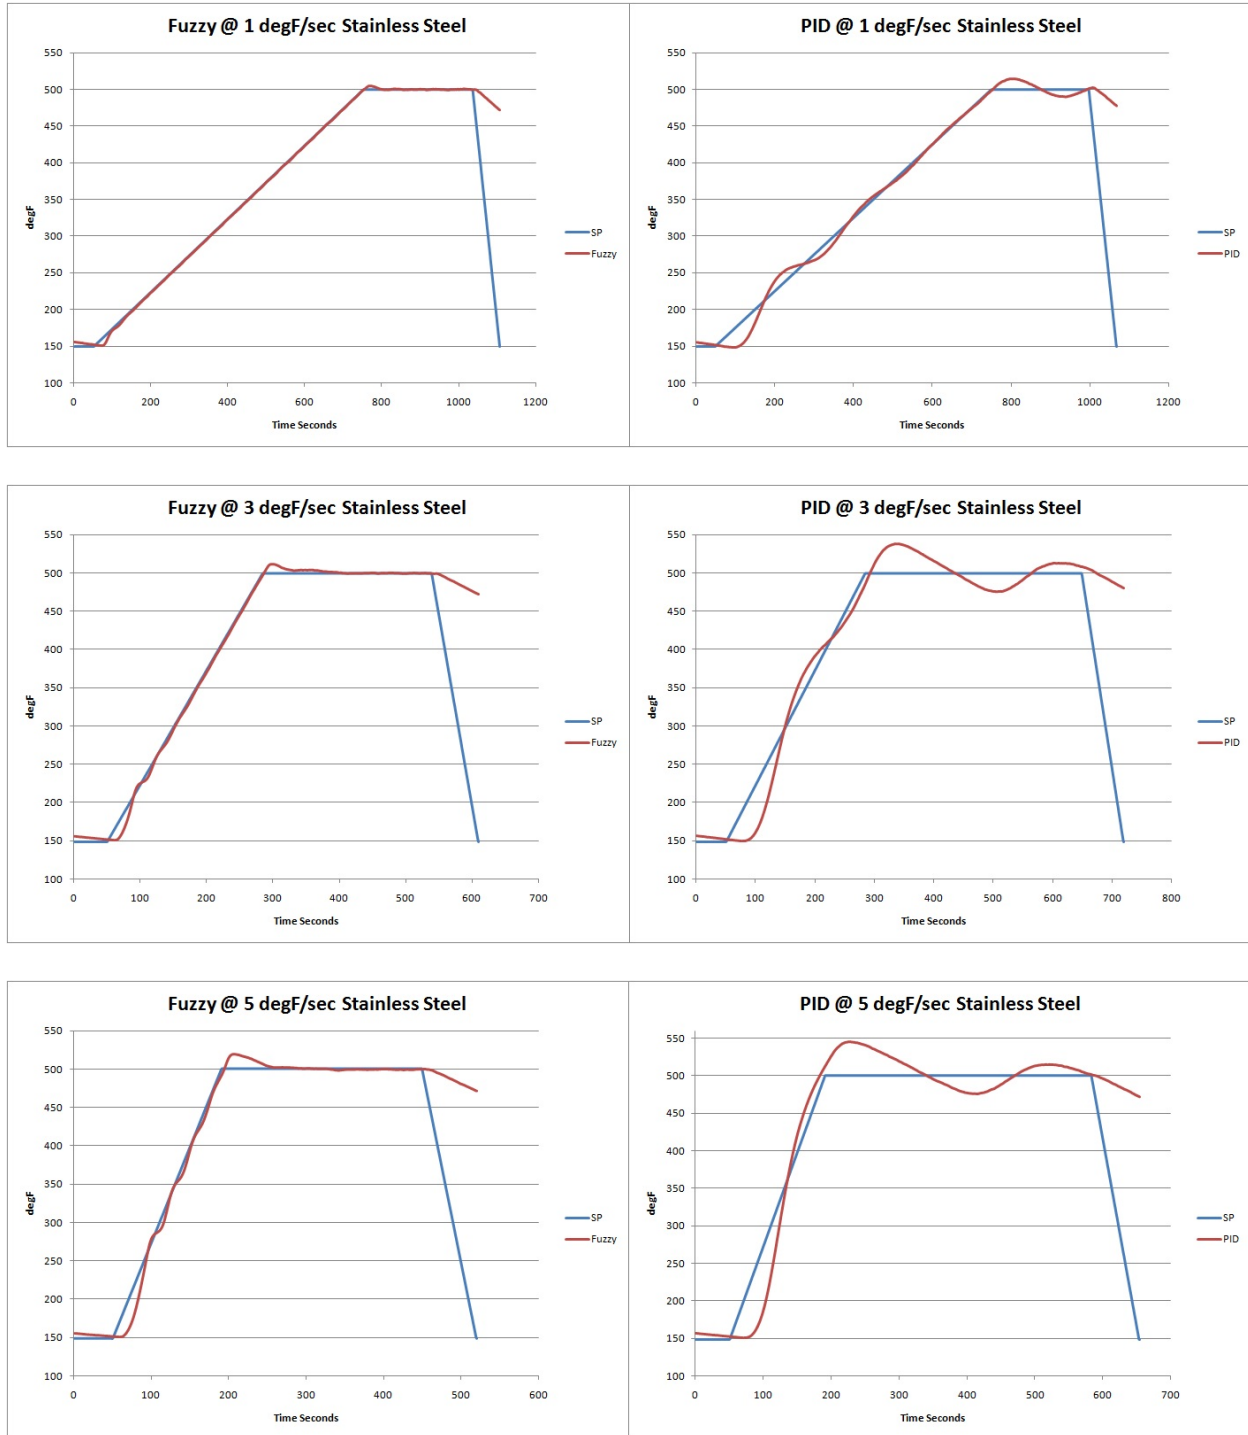 Fuzzy @ 1 degF/sec Stainless Steel
550
500
450
400
350
300
250
200
150
100
degF
0 200 400 600 800 1000 1200
Time Seconds
SP
Fuzzy
PID @ 1 degF/sec Stainless Steel
550
500
450
400
350
300
250
200
150
100
degF
0 200 400 600 800 1000 1200
Time Seconds
SP
PID
Fuzzy @ 3 degF/sec Stainless Steel
550
500
450
400
350
300
250
200
150
100
degF
0 100 200 300 400 500 600 700
Time Seconds
SP
Fuzzy
PID @ 3 degF/sec Stainless Steel
550
500
450
400
350
300
250
200
150
100
degF
0 100 200 300 400 500 600 700 800
Time Seconds
SP
PID
Fuzzy @ 5 degF/sec Stainless Steel
550
500
450
400
350
300
250
200
150
100
degF
0 100 200 300 400 500 600
Time Seconds
SP
Fuzzy
PID @ 5 degF/sec Stainless Steel
550
500
450
400
350
300
250
200
150
100
degF
0 100 200 300 400 500 600 700
Time Seconds
SP
PID